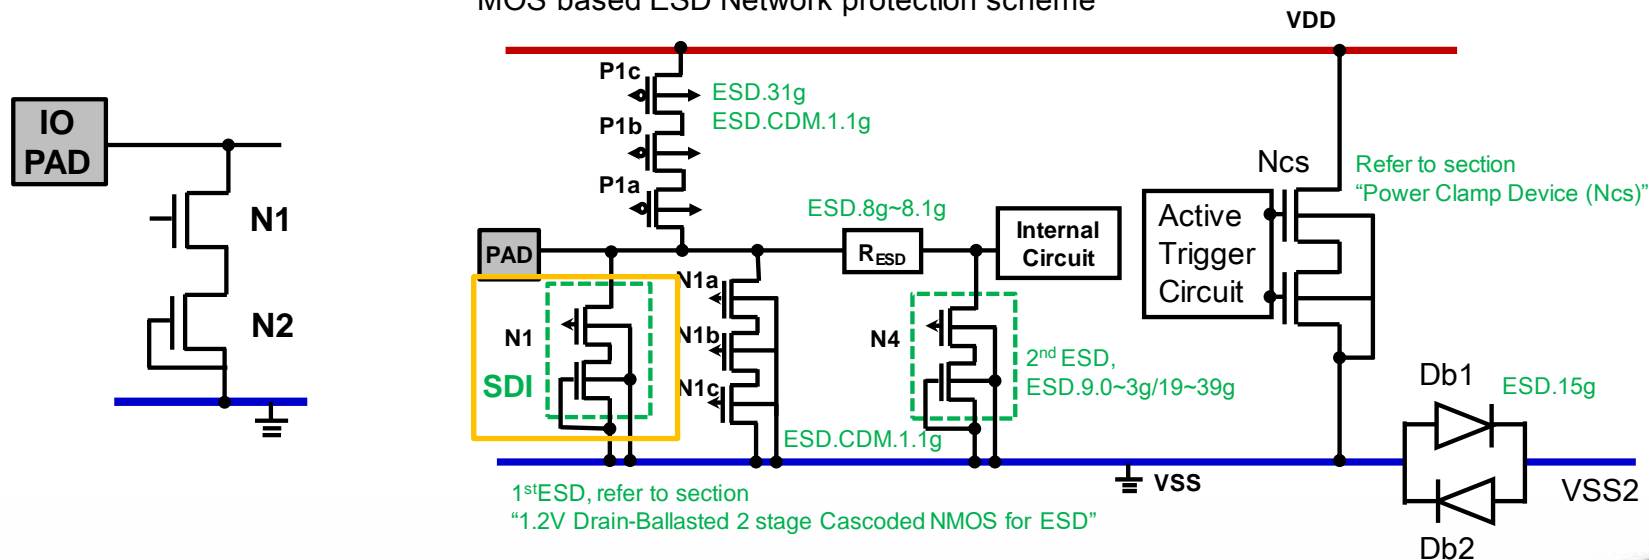 MOS based ESD Network protection scheme
VDD
IO
PAD
N1
N2
P1c
P1b
P1a
ESD.31g
ESD.CDM.1.1g
Ncs
Refer to section
“Power Clamp Device (Ncs)”
ESD.8g~8.1g
PAD
RESD
Internal
Circuit
Active
Trigger
Circuit
N1
SDI
N1a
N1b
N1c
N4
2nd ESD,
ESD.9.0~3g/19~39g
ESD.CDM.1.1g
Db1
ESD.15g
VSS
VSS2
Db2
1stESD, refer to section
“1.2V Drain-Ballasted 2 stage Cascoded NMOS for ESD”